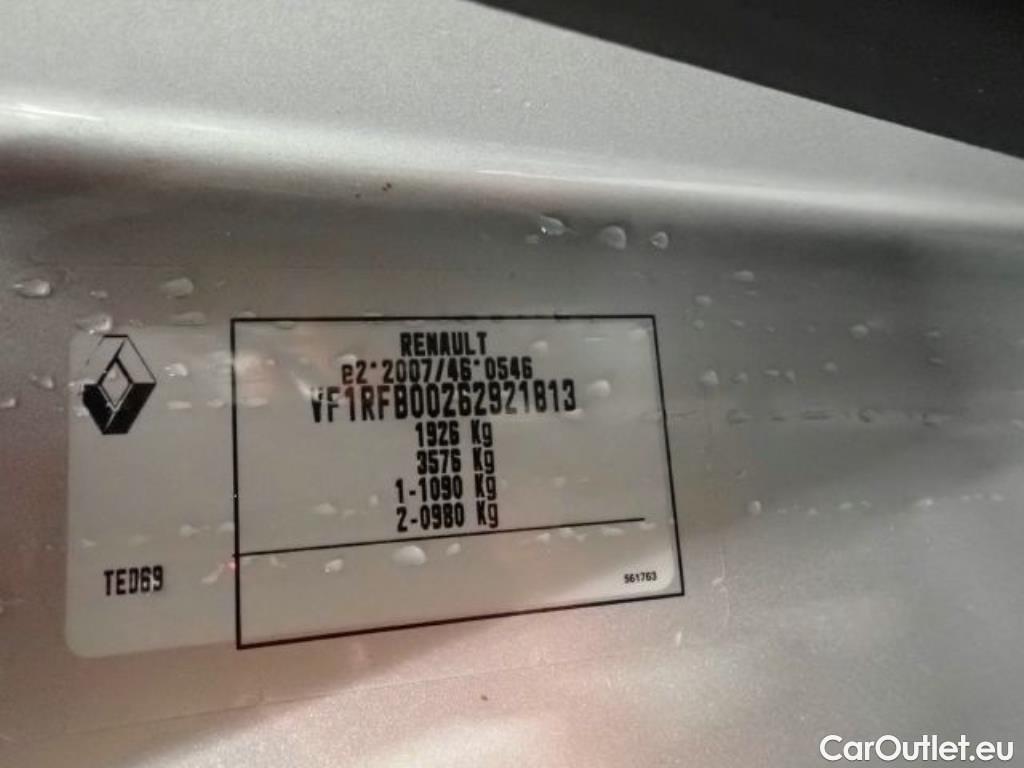 RENAULT
e2*2007/46*0546
VF1RFB00262921813
1926 Kg
3576 Kg
1-1090 Kg
2-0980 Kg
TED69
561763
CarOutlet.eu